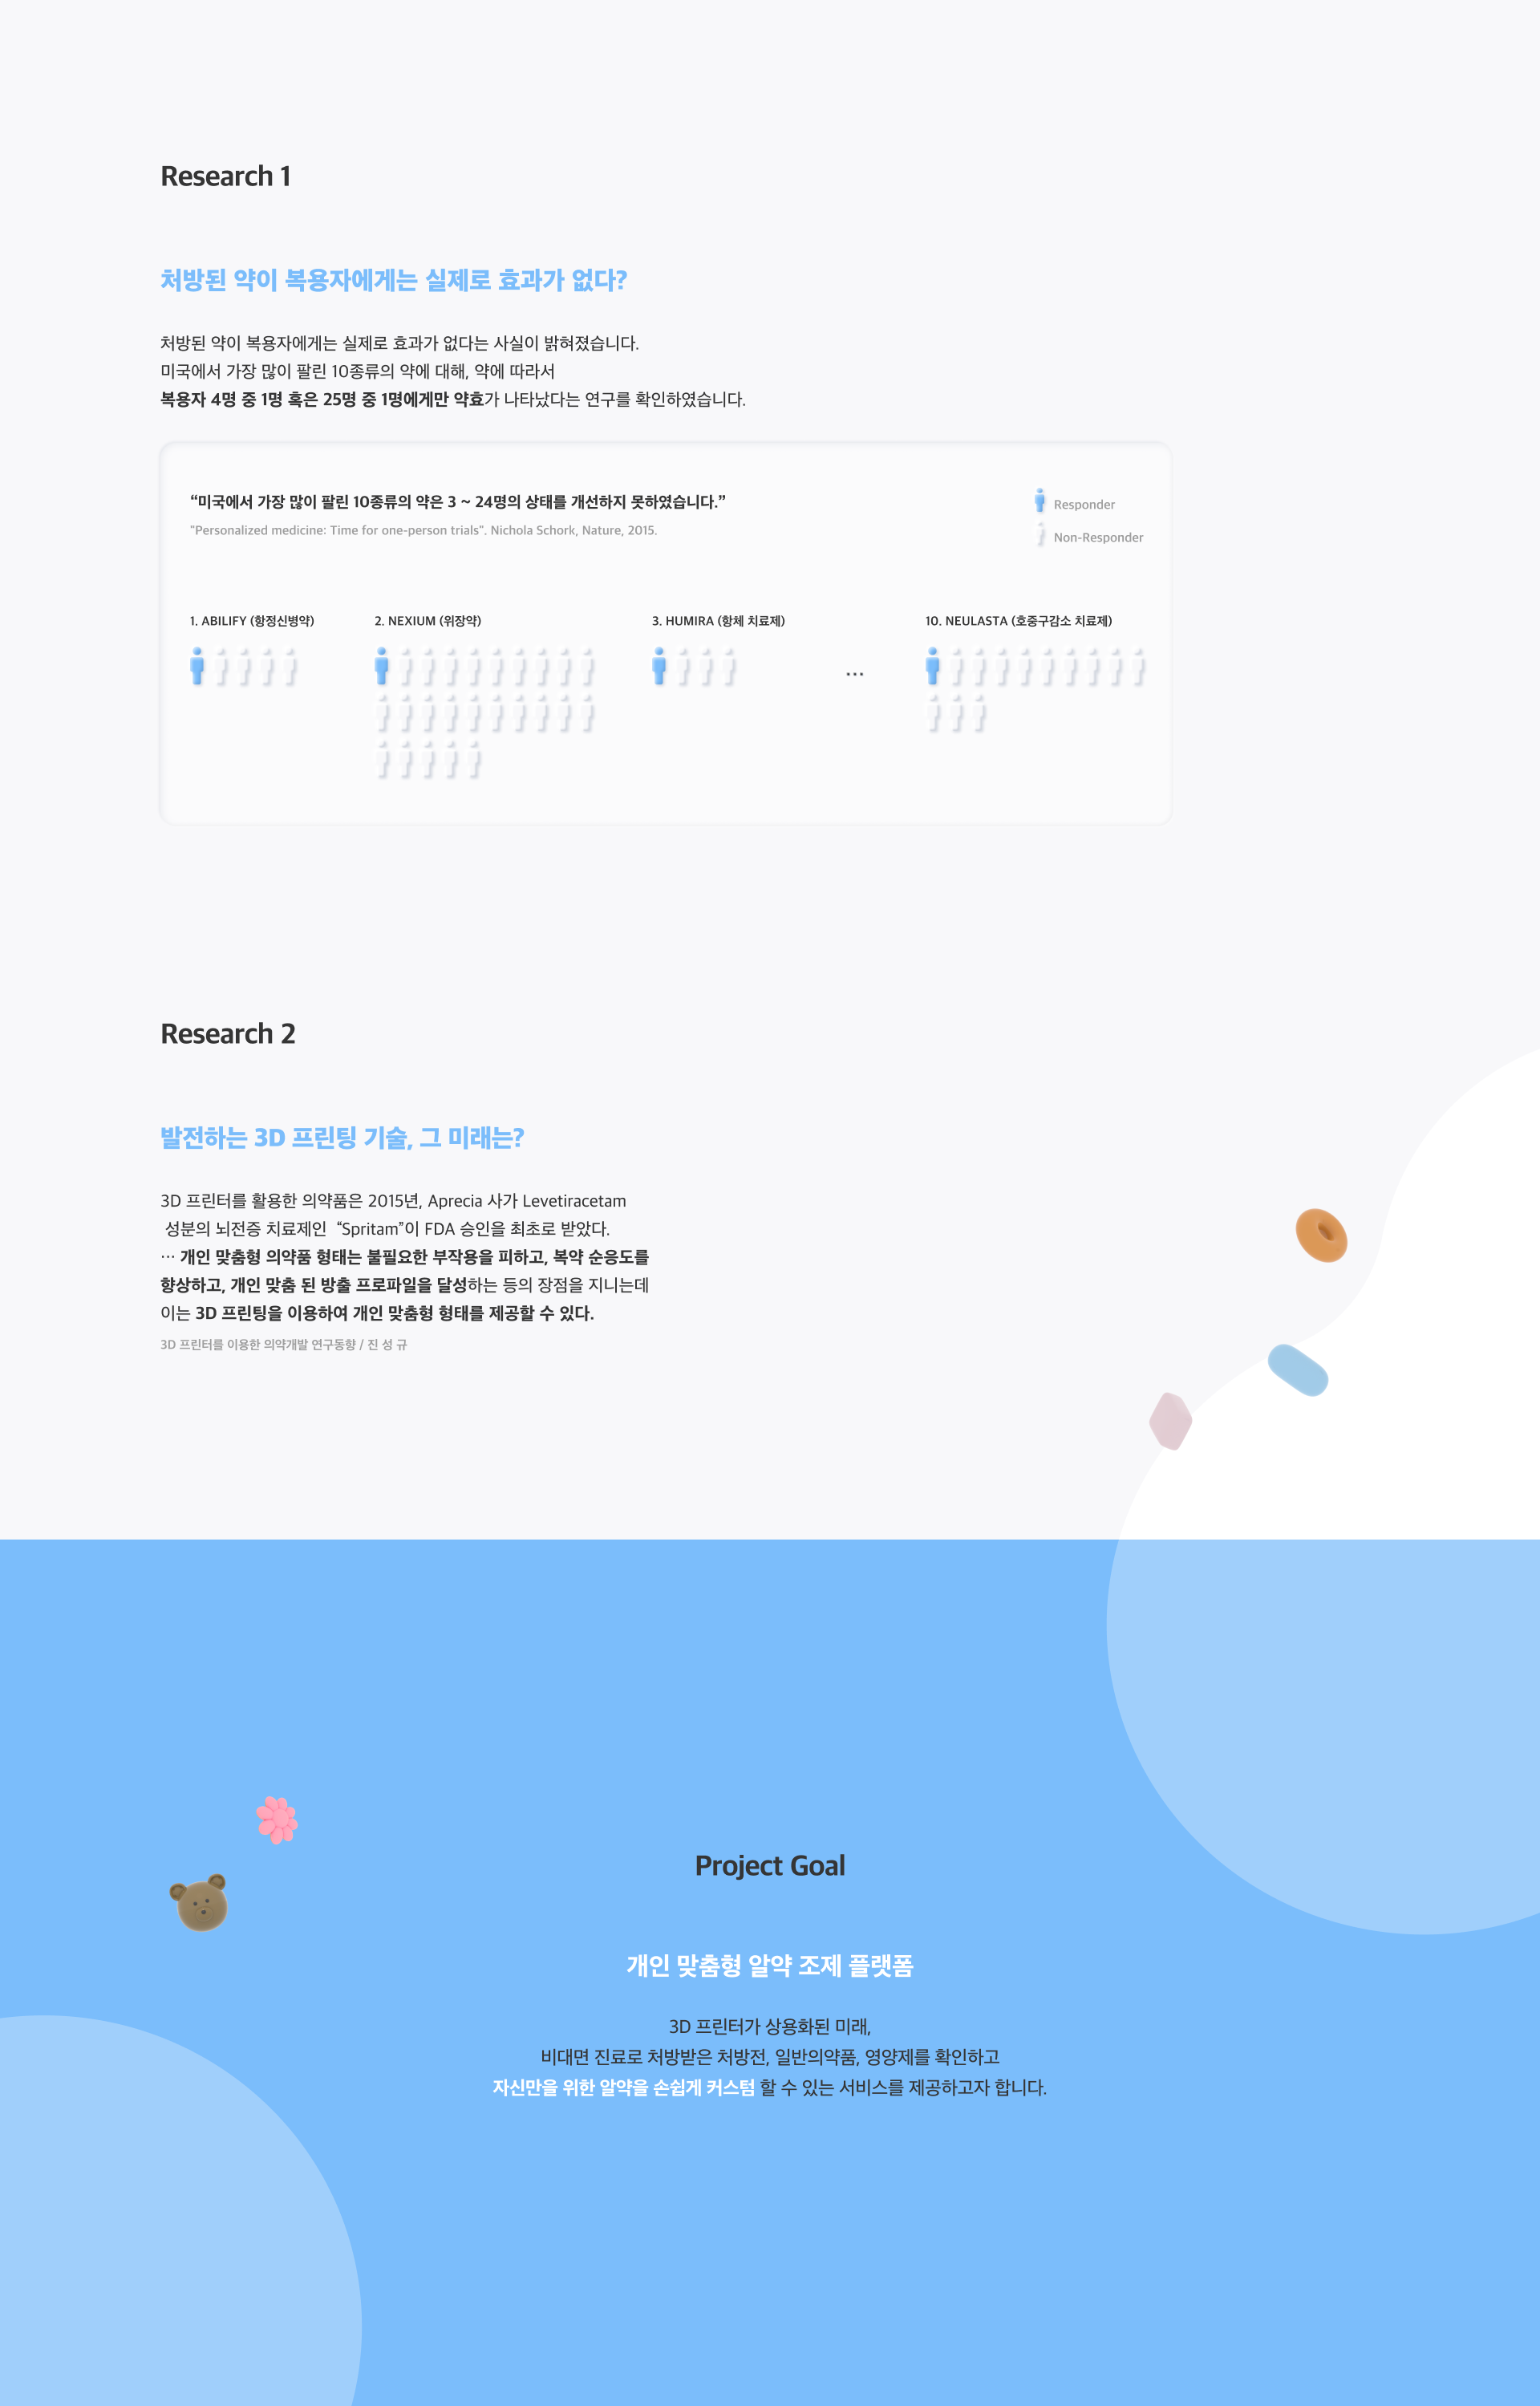 Research 1
처방된 약이 복용자에게는 실제로 효과가 없다?
처방된 약이 복용자에게는 실제로 효과가 없다는 사실이 밝혀졌습니다.
미국에서 가장 많이 팔린 10종류의 약에 대해, 약에 따라서
복용자 4명 중 1명 혹은 25명 중 1명에게만 약효가 나타났다는 연구를 확인하였습니다.
“미국에서 가장 많이 팔린 10종류의 약은 3 ~ 24명의 상태를 개선하지 못하였습니다.”
"Personalized medicine: Time for one-person trials". Nichola Schork, Nature, 2015.
Responder
Non-Responder
1. ABILIFY (항정신병약)
2. NEXIUM (위장약)
3. HUMIRA (항체 치료제)
...
10. NEULASTA (호중구감소 치료제)
Research 2
발전하는 3D 프린팅 기술, 그 미래는?
3D 프린터를 활용한 의약품은 2015년, Aprecia 사가 Levetiracetam
성분의 뇌전증 치료제인 “Spritam”이 FDA 승인을 최초로 받았다.
… 개인 맞춤형 의약품 형태는 불필요한 부작용을 피하고, 복약 순응도를
향상하고, 개인 맞춤 된 방출 프로파일을 달성하는 등의 장점을 지니는데
이는 3D 프린팅을 이용하여 개인 맞춤형 형태를 제공할 수 있다.
3D 프린터를 이용한 의약개발 연구동향 / 진 성 규
Project Goal
개인 맞춤형 알약 조제 플랫폼
3D 프린터가 상용화된 미래,
비대면 진료로 처방받은 처방전, 일반의약품, 영양제를 확인하고
자신만을 위한 알약을 손쉽게 커스텀 할 수 있는 서비스를 제공하고자 합니다.